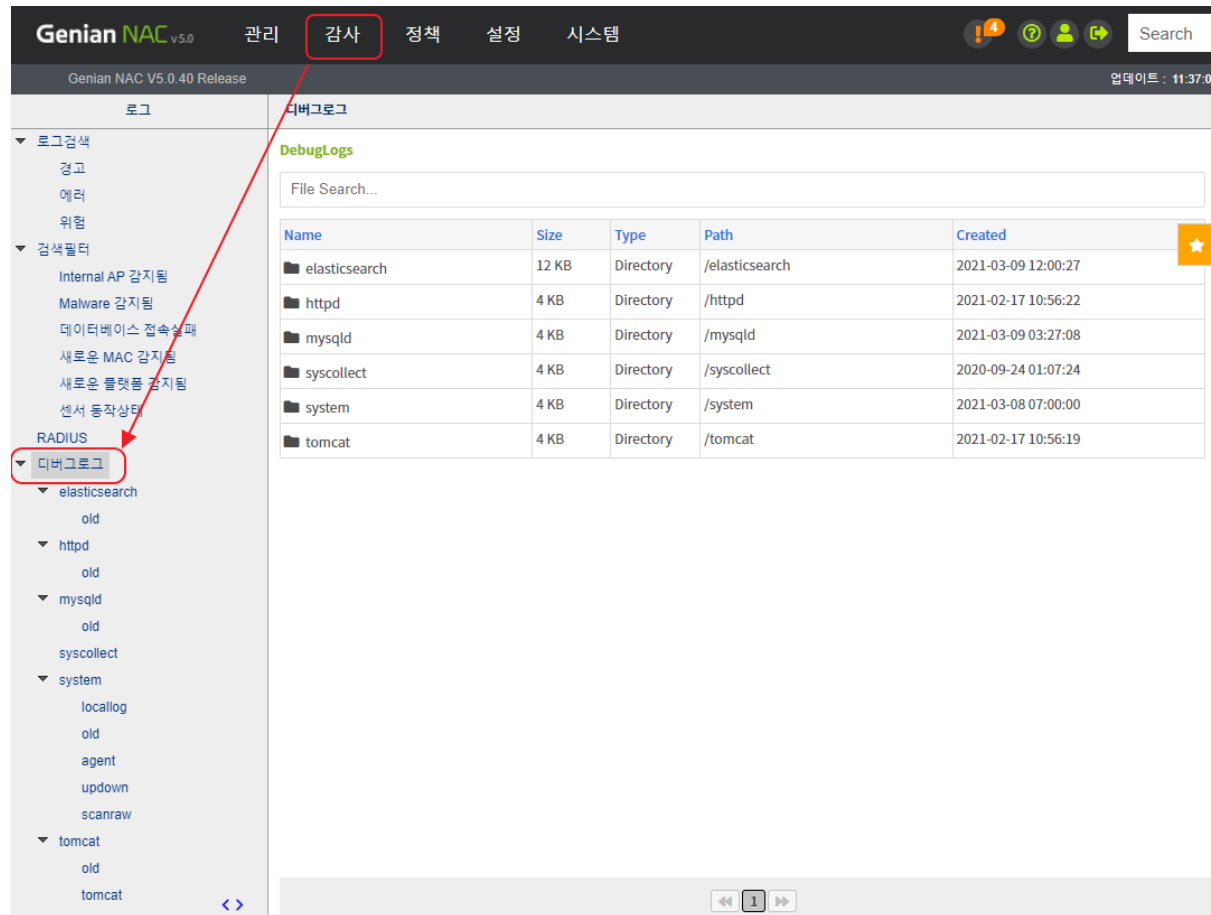 Genian NAC v5.0 관리 감사 정책 설정 시스템 4 Search
Genian NAC V5.0.40 Release 업데이트 : 11:37:0
로그
디버그로그
로그검색
경고
에러
위험
검색필터
Internal AP 감지됨
Malware 감지됨
데이터베이스 접속실패
새로운 MAC 감지됨
새로운 플랫폼 감지됨
센서 동작상태
RADIUS
디버그로그
elasticsearch
old
httpd
old
mysqld
old
syscollect
system
locallog
old
agent
updown
scanraw
tomcat
old
tomcat
DebugLogs
File Search...
Name Size Type Path Created
elasticsearch 12 KB Directory /elasticsearch 2021-03-09 12:00:27
httpd 4 KB Directory /httpd 2021-02-17 10:56:22
mysqld 4 KB Directory /mysqld 2021-03-09 03:27:08
syscollect 4 KB Directory /syscollect 2020-09-24 01:07:24
system 4 KB Directory /system 2021-03-08 07:00:00
tomcat 4 KB Directory /tomcat 2021-02-17 10:56:19
1